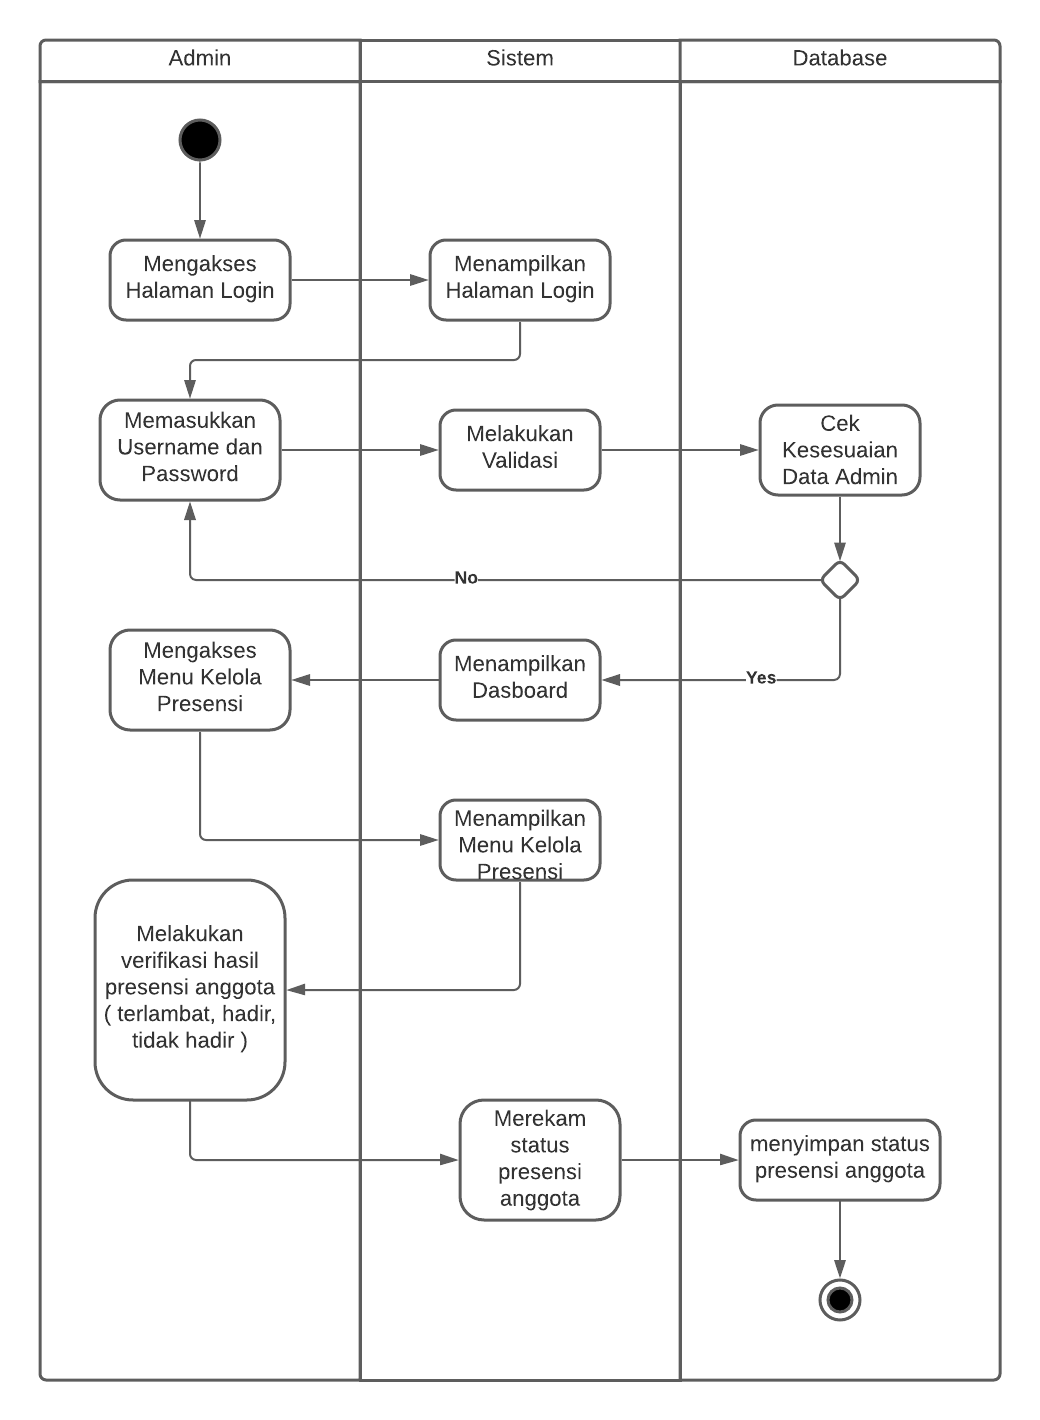 Admin
Sistem
Database
Mengakses
Halaman Login
Menampilkan
Halaman Login
Memasukkan
Username dan
Password
Melakukan
Validasi
Cek
Kesesuaian
Data Admin
No
Mengakses
Menu Kelola
Presensi
Menampilkan
Dasboard
Yes
Menampilkan
Menu Kelola
Presensi
Melakukan
verifikasi hasil
presensi anggota
( terlambat, hadir,
tidak hadir )
Merekam
status
presensi
anggota
menyimpan status
presensi anggota